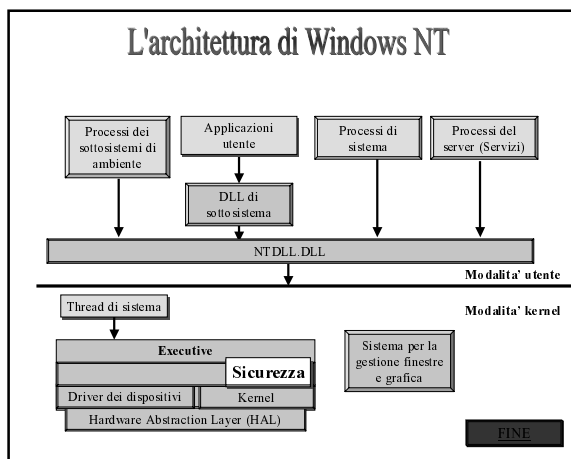 L'architettura di Windows NT
Processi dei
sottosistemi di
ambiente
Applicazioni
utente
Processi di
sistema
Processi del
server (Servizi)
DLL di
sottosistema
NTDLL.DLL
Modalita' utente
Modalita' kernel
Thread di sistema
Executive
Sicurezza
Driver dei dispositivi
Kernel
Hardware Abstraction Layer (HAL)
Sistema per la
gestione finestre
e grafica
FINE